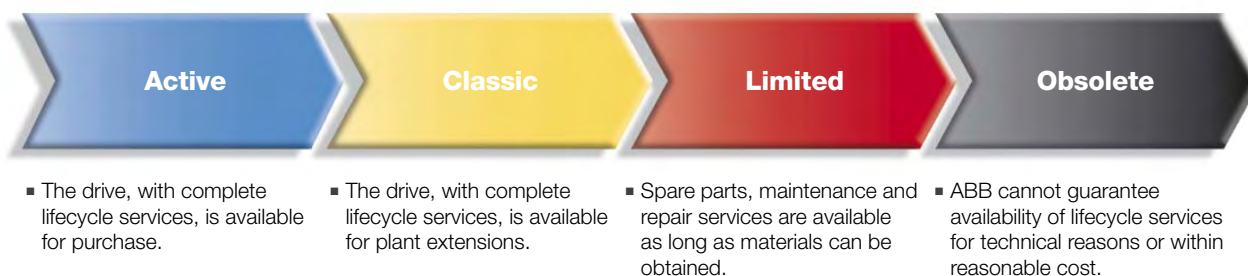 Active
Classic
Limited
Obsolete
▪ The drive, with complete
lifecycle services, is available
for purchase.
▪ The drive, with complete
lifecycle services, is available
for plant extensions.
▪ Spare parts, maintenance and
repair services are available
as long as materials can be
obtained.
▪ ABB cannot guarantee
availability of lifecycle services
for technical reasons or within
reasonable cost.